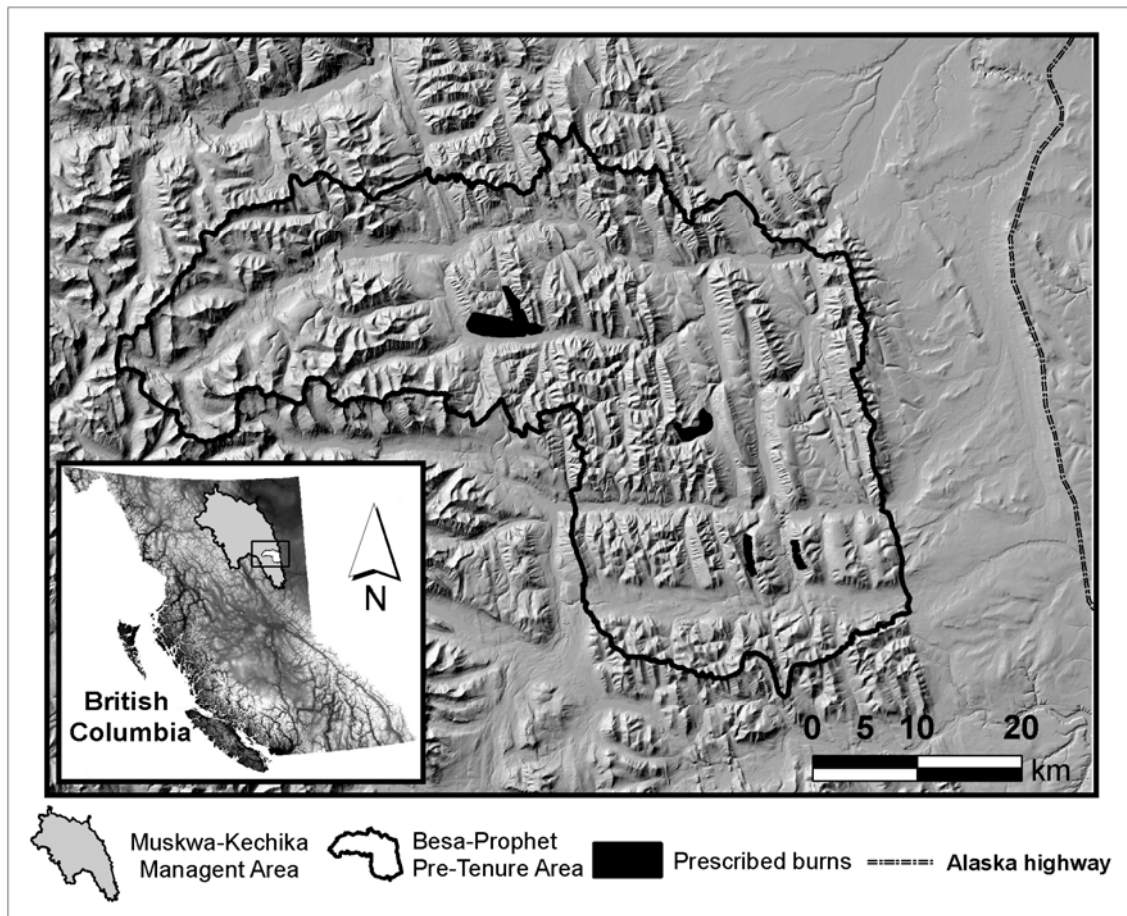 British
Columbia
N
0 5 10 20
km
Muskwa-Kechika
Managent Area
Besa-Prophet
Pre-Tenure Area
Prescribed burns
Alaska highway